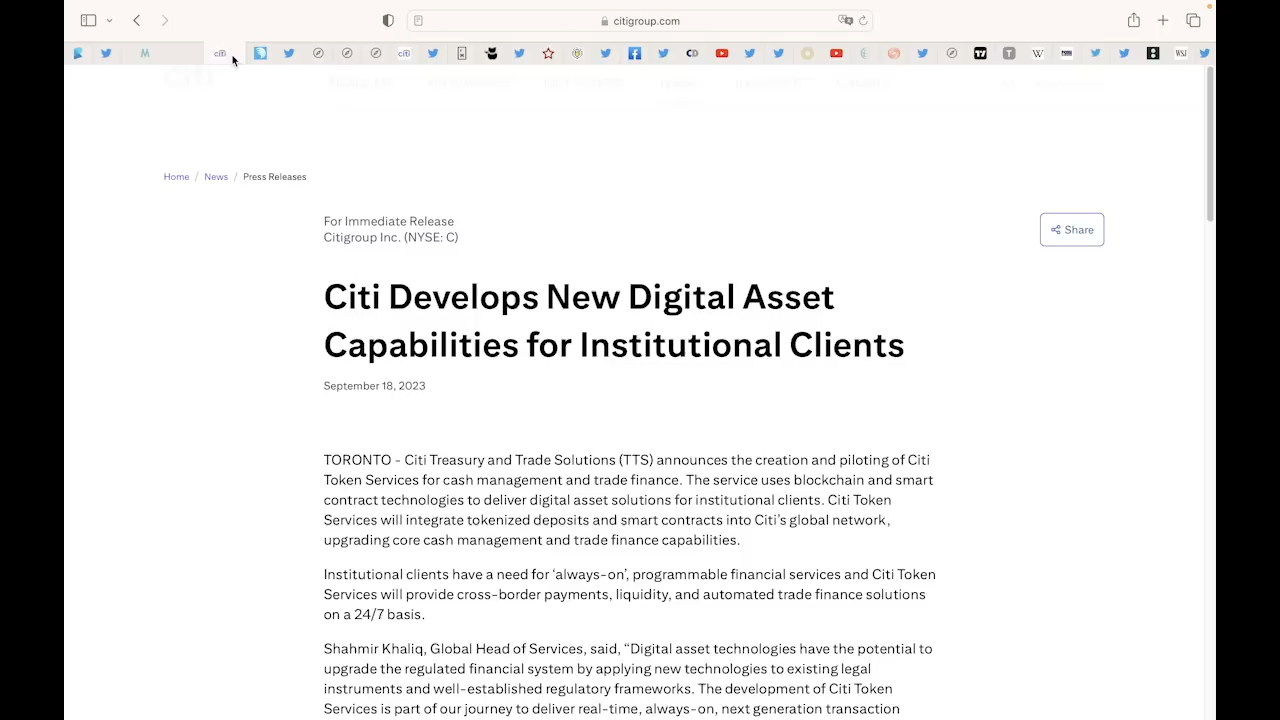 citigroup.com
citi
Home / News / Press Releases
For Immediate Release
Citigroup Inc. (NYSE: C)
Share
Citi Develops New Digital Asset
Capabilities for Institutional Clients
September 18, 2023
TORONTO - Citi Treasury and Trade Solutions (TTS) announces the creation and piloting of Citi
Token Services for cash management and trade finance. The service uses blockchain and smart
contract technologies to deliver digital asset solutions for institutional clients. Citi Token
Services will integrate tokenized deposits and smart contracts into Citi’s global network,
upgrading core cash management and trade finance capabilities.
Institutional clients have a need for ‘always-on’, programmable financial services and Citi Token
Services will provide cross-border payments, liquidity, and automated trade finance solutions
on a 24/7 basis.
Shahmir Khaliq, Global Head of Services, said, “Digital asset technologies have the potential to
upgrade the regulated financial system by applying new technologies to existing legal
instruments and well-established regulatory frameworks. The development of Citi Token
Services is part of our journey to deliver real-time, always-on, next generation transaction